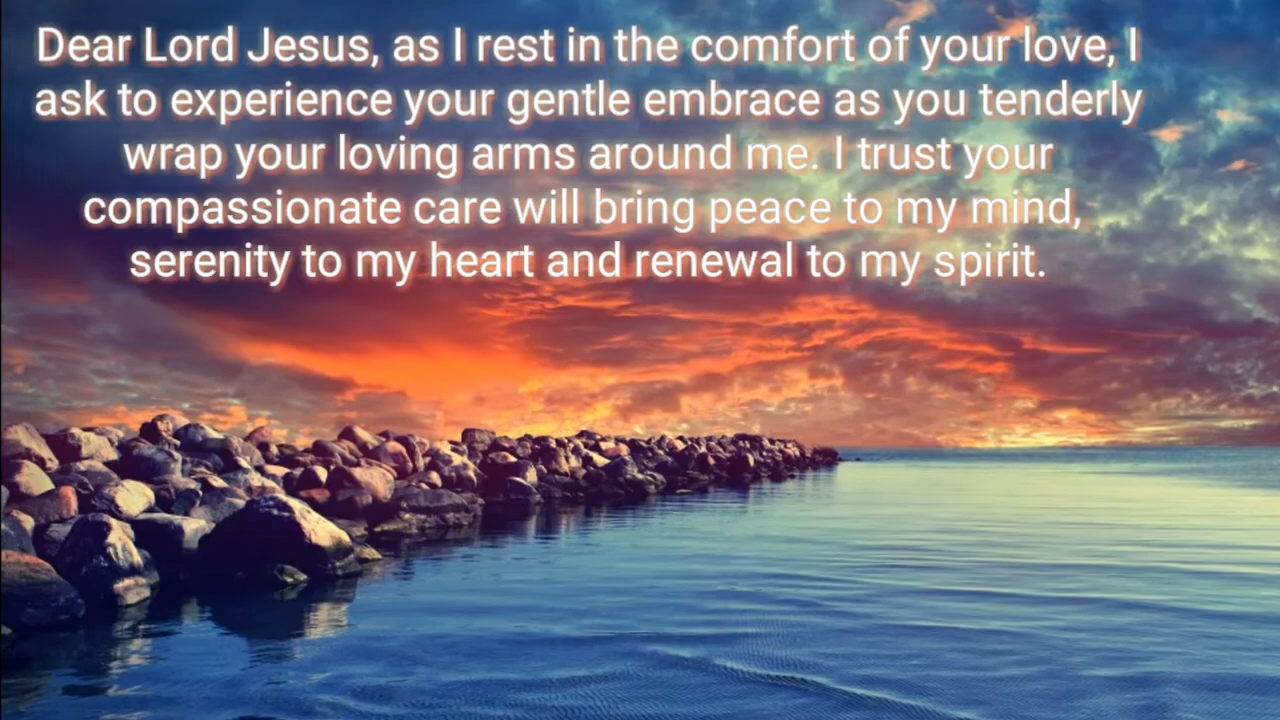 Dear Lord Jesus, as I rest in the comfort of your love, I
ask to experience your gentle embrace as you tenderly
wrap your loving arms around me. I trust your
compassionate care will bring peace to my mind,
serenity to my heart and renewal to my spirit.